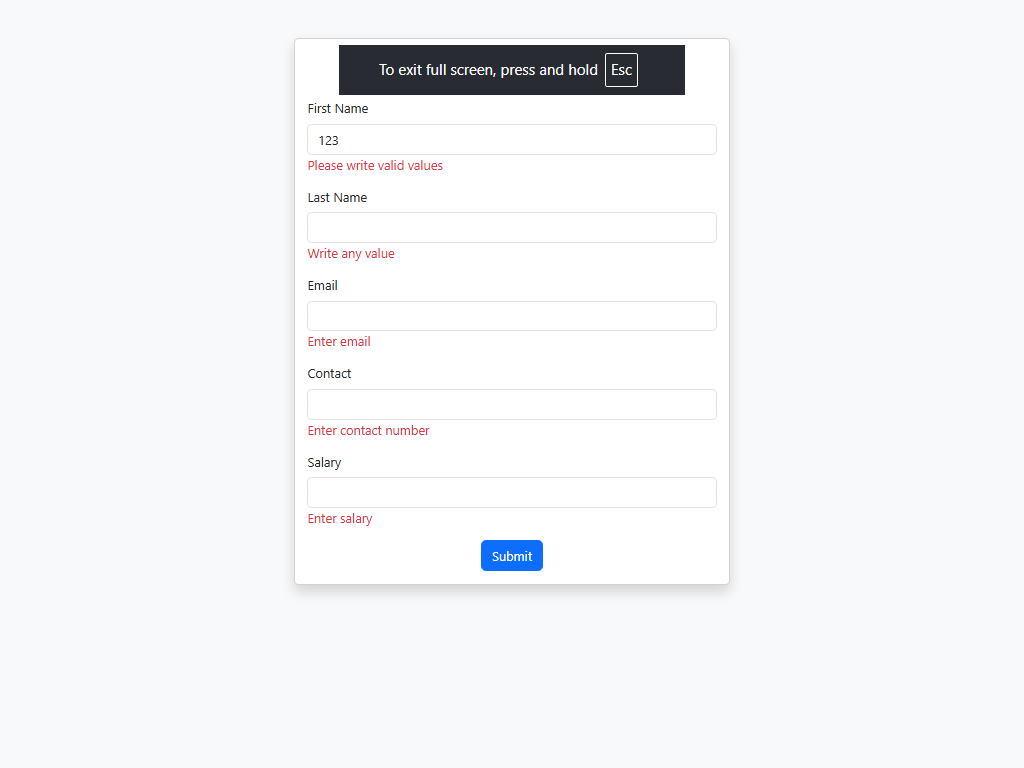 To exit full screen, press and hold Esc
First Name
123
Please write valid values
Last Name
Write any value
Email
Enter email
Contact
Enter contact number
Salary
Enter salary
Submit